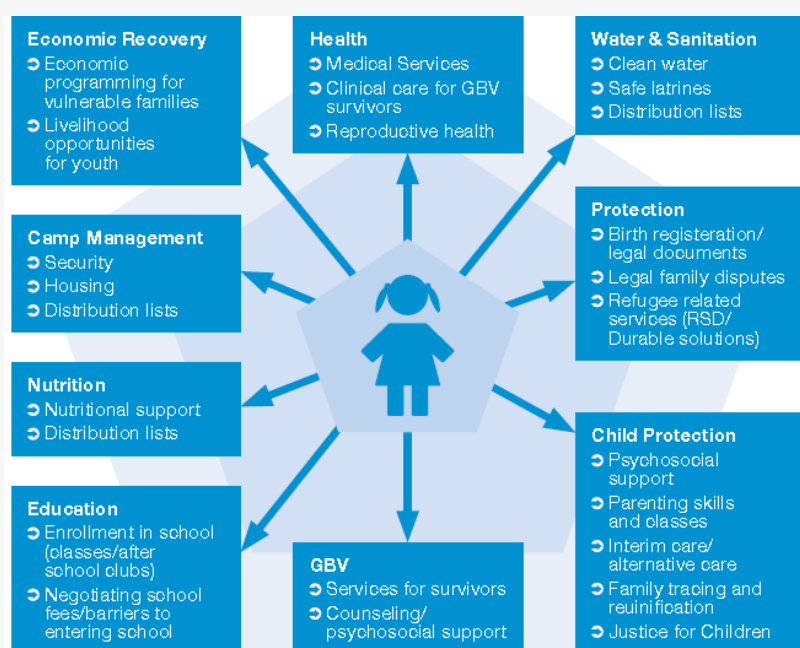 Economic Recovery
Economic
programming for
vulnerable families
Livelihood
opportunities
for youth
Health
Medical Services
Clinical care for GBV
survivors
Reproductive health
Water & Sanitation
Clean water
Safe latrines
Distribution lists
Camp Management
Security
Housing
Distribution lists
Protection
Birth registeration/
legal documents
Legal family disputes
Refugee related
services (RSD/
Durable solutions)
Nutrition
Nutritional support
Distribution lists
Child Protection
Psychosocial
support
Parenting skills
and classes
Interim care/
alternative care
Family tracing and
reuinification
Justice for Children
Education
Enrollment in school
(classes/after
school clubs)
Negotiating school
fees/barriers to
entering school
GBV
Services for survivors
Counseling/
psychosocial support